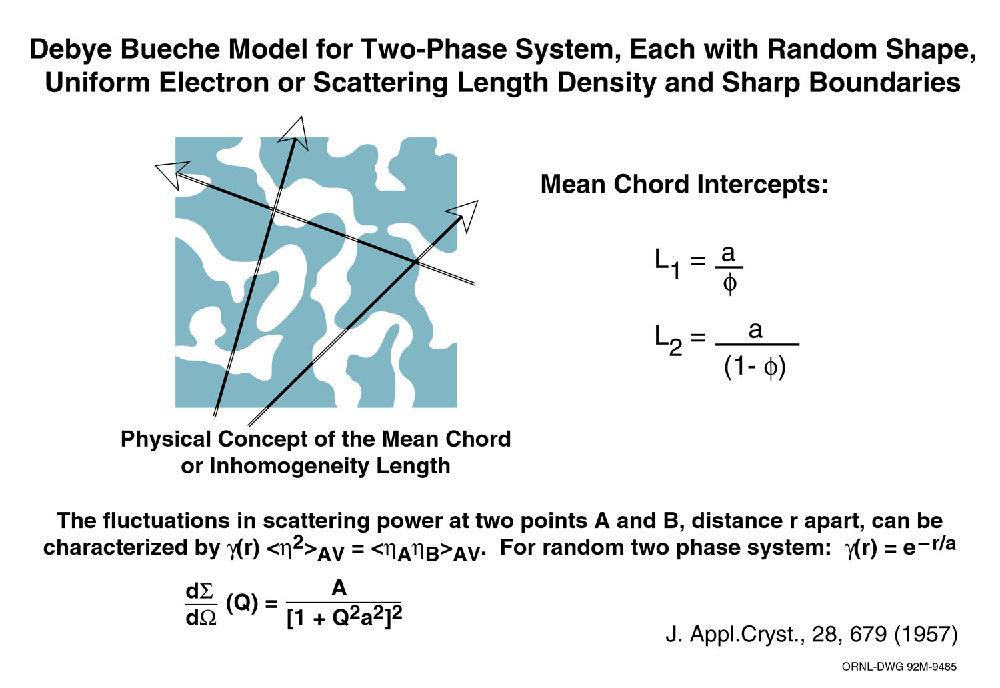 Debye Bueche Model for Two-Phase System, Each with Random Shape,
Uniform Electron or Scattering Length Density and Sharp Boundaries
Mean Chord Intercepts:
L₁ = a/ϕ
L₂ = a/(1- ϕ)
Physical Concept of the Mean Chord
or Inhomogeneity Length
The fluctuations in scattering power at two points A and B, distance r apart, can be
characterized by γ(r) <η²>AV = <ηAηB>AV. For random two phase system: γ(r) = e−r/a
dΣ/dΩ (Q) = A/[1 + Q²a²]²
J. Appl.Cryst., 28, 679 (1957)
ORNL-DWG 92M-9485